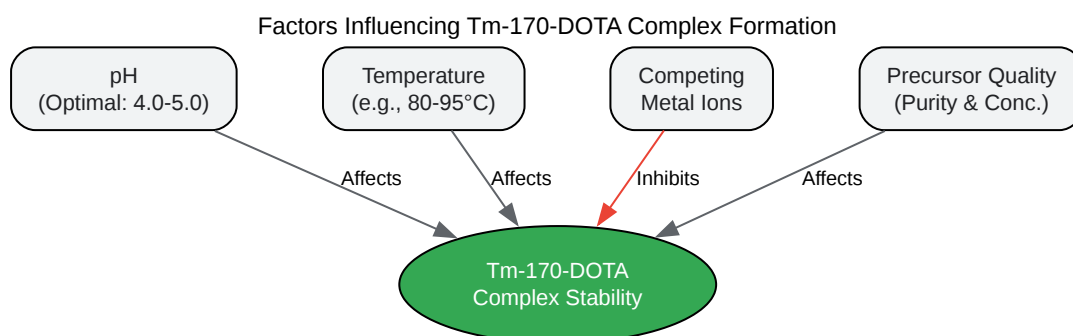 Factors Influencing Tm-170-DOTA Complex Formation
pH
(Optimal: 4.0-5.0)
Temperature
(e.g., 80-95°C)
Competing
Metal Ions
Precursor Quality
(Purity & Conc.)
Affects
Affects
Inhibits
Affects
Tm-170-DOTA
Complex Stability